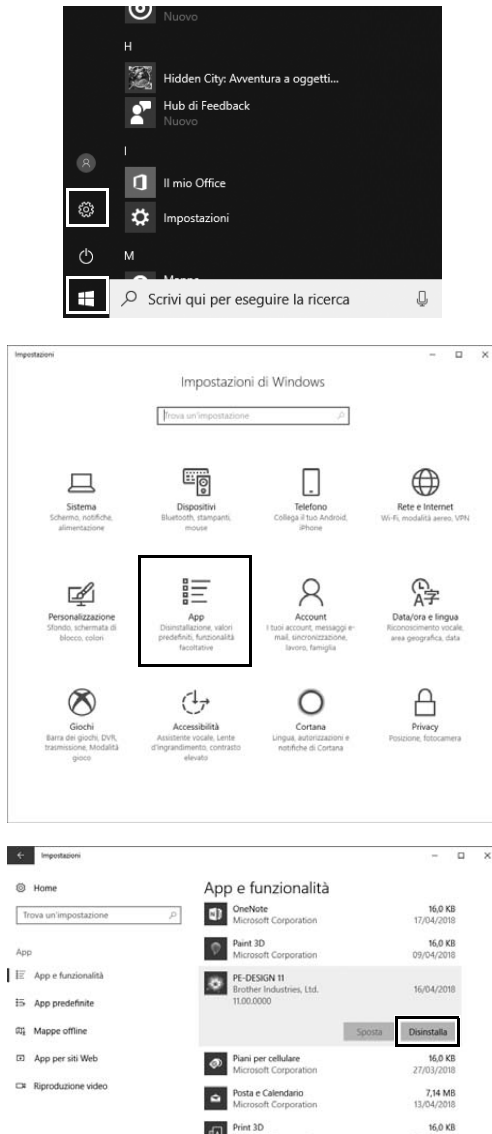 Nuovo
H
Hidden City: Avventura a oggetti...
Hub di Feedback
Nuovo
I
Il mio Office
Impostazioni
M
Scrivi qui per eseguire la ricerca
Impostazioni
Impostazioni di Windows
Trova un'impostazione
Sistema
Schermo, notifiche,
alimentazione
Dispositivi
Bluetooth, stampanti,
mouse
Telefono
Collega il tuo Android,
iPhone
Rete e Internet
Wi-Fi, modalità aereo, VPN
Personalizzazione
Sfondo, schermata di
blocco, colori
App
Disinstallazione, valori
predefiniti, funzionalità
facoltative
Account
I tuoi account, messaggi e-
mail, sincronizzazione,
lavoro, famiglia
Data/ora e lingua
Riconoscimento vocale,
area geografica, data
Giochi
Barra dei giochi, DVR,
trasmissione, Modalità
gioco
Accessibilità
Assistente vocale, Lente
d'ingrandimento, contrasto
elevato
Cortana
Lingua, autorizzazioni e
notifiche di Cortana
Privacy
Posizione, fotocamera
Impostazioni
Home
Trova un'impostazione
App
App e funzionalità
App predefinite
Mappe offline
App per siti Web
Riproduzione video
App e funzionalità
OneNote 16,0 KB
Microsoft Corporation 17/04/2018
Paint 3D 16,0 KB
Microsoft Corporation 09/04/2018
PE-DESIGN 11
Brother Industries, Ltd. 16/04/2018
11.00.0000
Sposta Disinstalla
Piani per cellulare 16,0 KB
Microsoft Corporation 27/03/2018
Posta e Calendario 7,14 MB
Microsoft Corporation 13/04/2018
Print 3D 16,0 KB